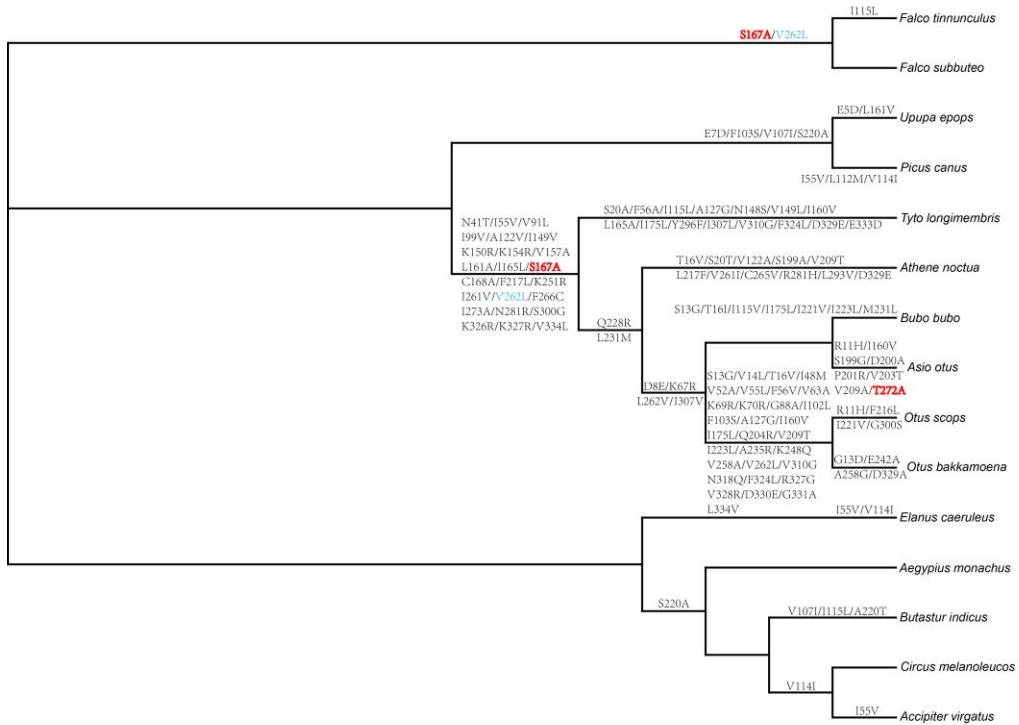 I115L
Falco tinnunculus
S167A/V262L
Falco subbuteo
E5D/L161V
Upupa epops
E7D/F103S/V107I/S220A
Picus canus
I55V/L112M/V114I
N41T/I55V/V91L
I99V/A122V/I149V
K150R/K154R/V157A
L161A/I165L/S167A
C168A/F217L/K251R
I261V/V262L/F266C
I273A/N281R/S300G
K326R/K327R/V334L
S20A/F56A/I115L/A127G/N148S/V149L/I160V
Tyto longimembris
L165A/I175L/Y296F/I307L/V310G/F324L/D329E/E333D
T16V/S20T/V122A/S199A/V209T
Athene noctua
L217F/V261I/C265V/R281H/L293V/D329E
Q228R
L231M
S13G/T16I/I115V/I175L/I221V/I223L/M231L
Bubo bubo
R11H/I160V
S199G/D200A
Asio otus
P201R/V203T
V209A/T272A
D8E/K67R
L262V/I307V
S13G/V14L/T16V/I48M
V52A/V55L/F56V/V63A
K69R/K70R/G88A/I102L
F103S/A127G/I160V
I175L/Q204R/V209T
I223L/A235R/K248Q
V258A/V262L/V310G
N318Q/F324L/R327G
V328R/D330E/G331A
L334V
R11H/F216L
Otus scops
I221V/G300S
G13D/E242A
Otus bakkamoena
A258G/D329A
I55V/V114I
Elanus caeruleus
Aegypius monachus
S220A
V107I/I115L/A220T
Butastur indicus
Circus melanoleucos
V114I
I55V
Accipiter virgatus